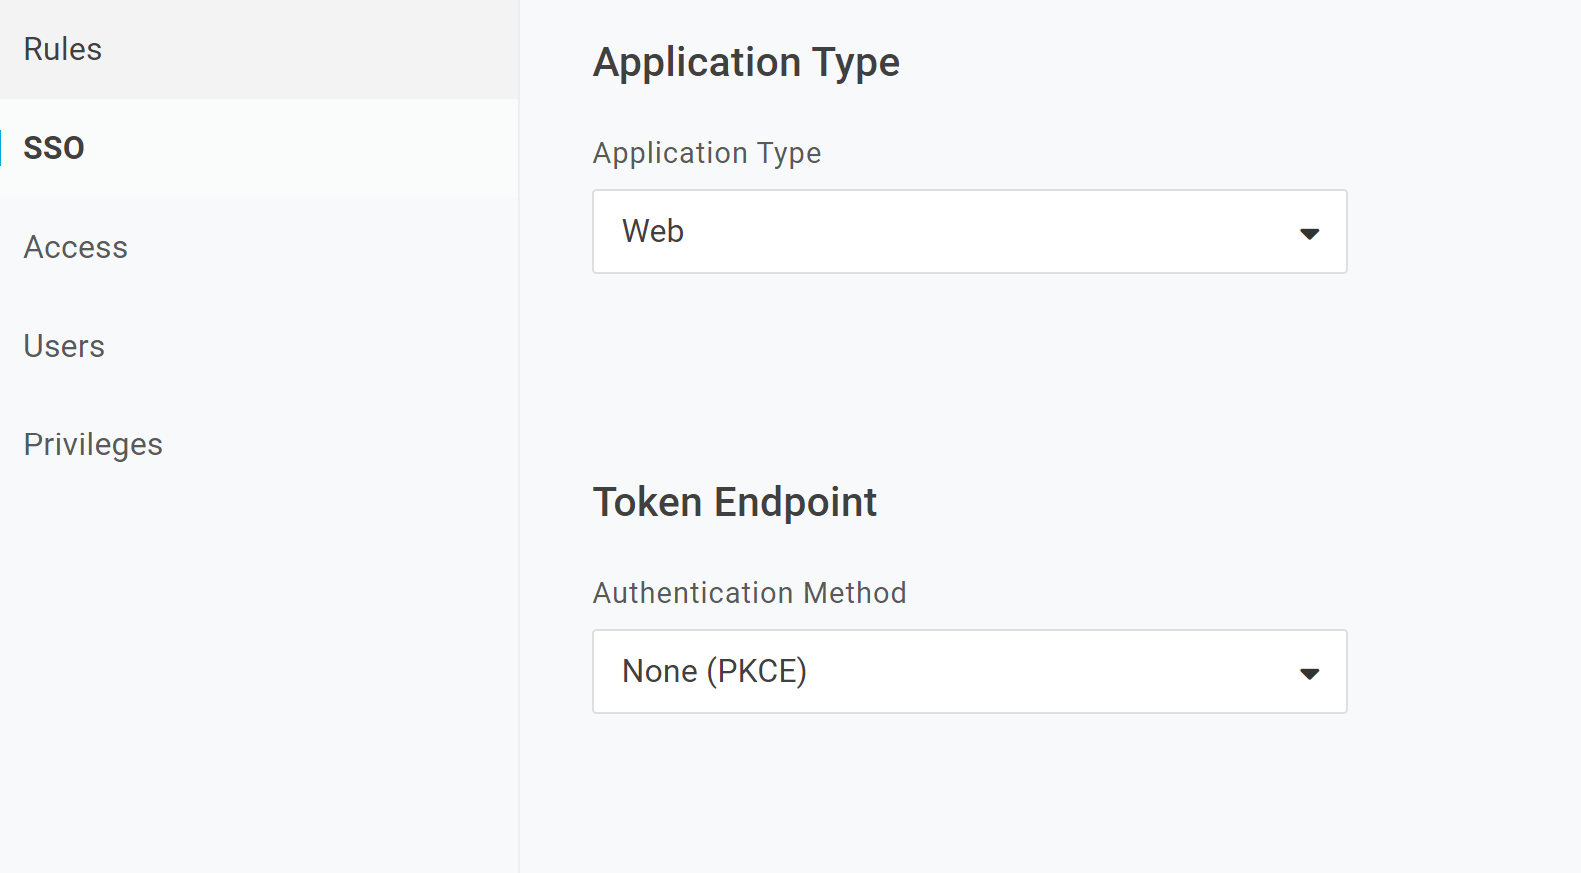 Rules
SSO
Access
Users
Privileges
Application Type
Application Type
Web
Token Endpoint
Authentication Method
None (PKCE)